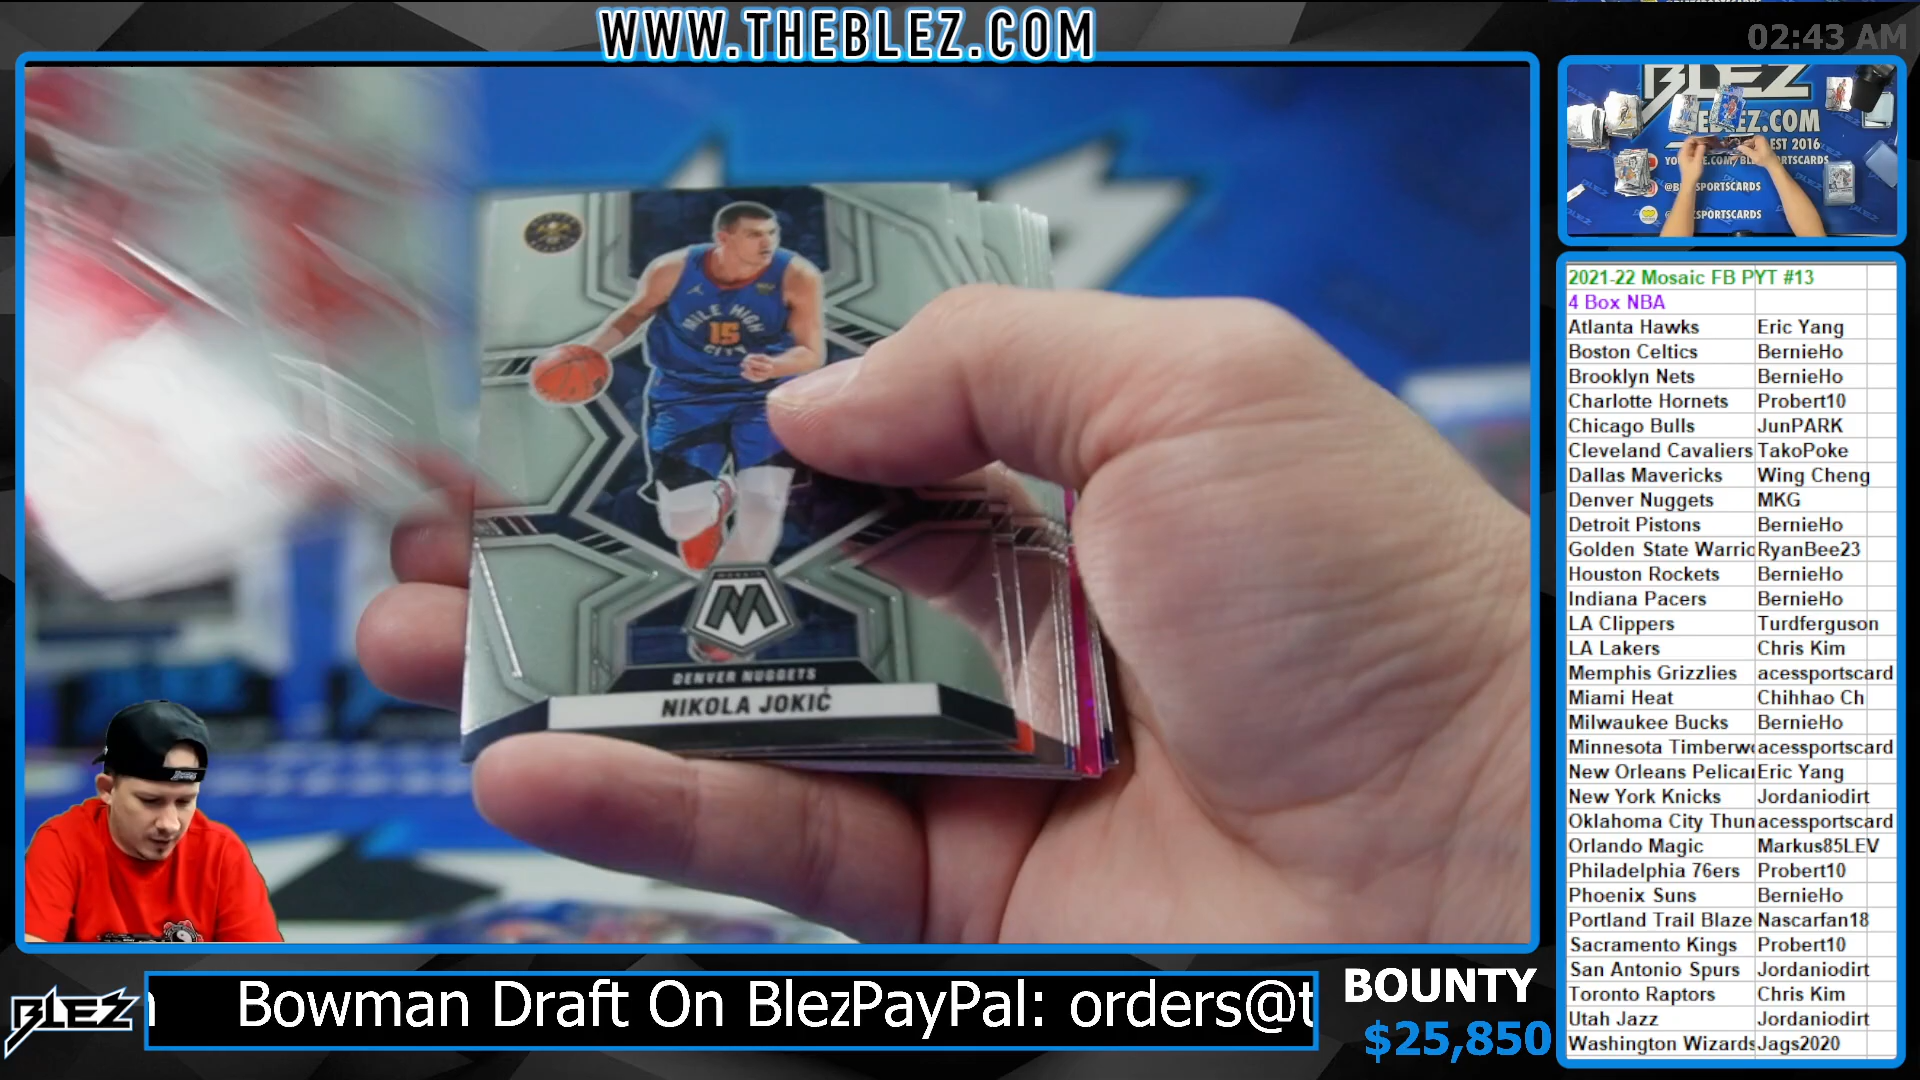 WWW.THEBLEZ.COM
02:43 AM
BLEZ
EST 2016
@BLEZSPORTSCARDS
MILE HIGH
15
CITY
M
DENVER NUGGETS
NIKOLA JOKIĆ
2021-22 Mosaic FB PYT #13
4 Box NBA
Atlanta Hawks Eric Yang
Boston Celtics BernieHo
Brooklyn Nets BernieHo
Charlotte Hornets Probert10
Chicago Bulls JunPARK
Cleveland Cavaliers TakoPoke
Dallas Mavericks Wing Cheng
Denver Nuggets MKG
Detroit Pistons BernieHo
Golden State Warric RyanBee23
Houston Rockets BernieHo
Indiana Pacers BernieHo
LA Clippers Turdferguson
LA Lakers Chris Kim
Memphis Grizzlies acessportscard
Miami Heat Chihhao Ch
Milwaukee Bucks BernieHo
Minnesota Timberw acessportscard
New Orleans Pelica Eric Yang
New York Knicks Jordaniodirt
Oklahoma City Thun acessportscard
Orlando Magic Markus85LEV
Philadelphia 76ers Probert10
Phoenix Suns BernieHo
Portland Trail Blaze Nascarfan18
Sacramento Kings Probert10
San Antonio Spurs Jordaniodirt
Toronto Raptors Chris Kim
Utah Jazz Jordaniodirt
Washington Wizards Jags2020
BLEZ
Bowman Draft On BlezPayPal: orders@t
BOUNTY
$25,850